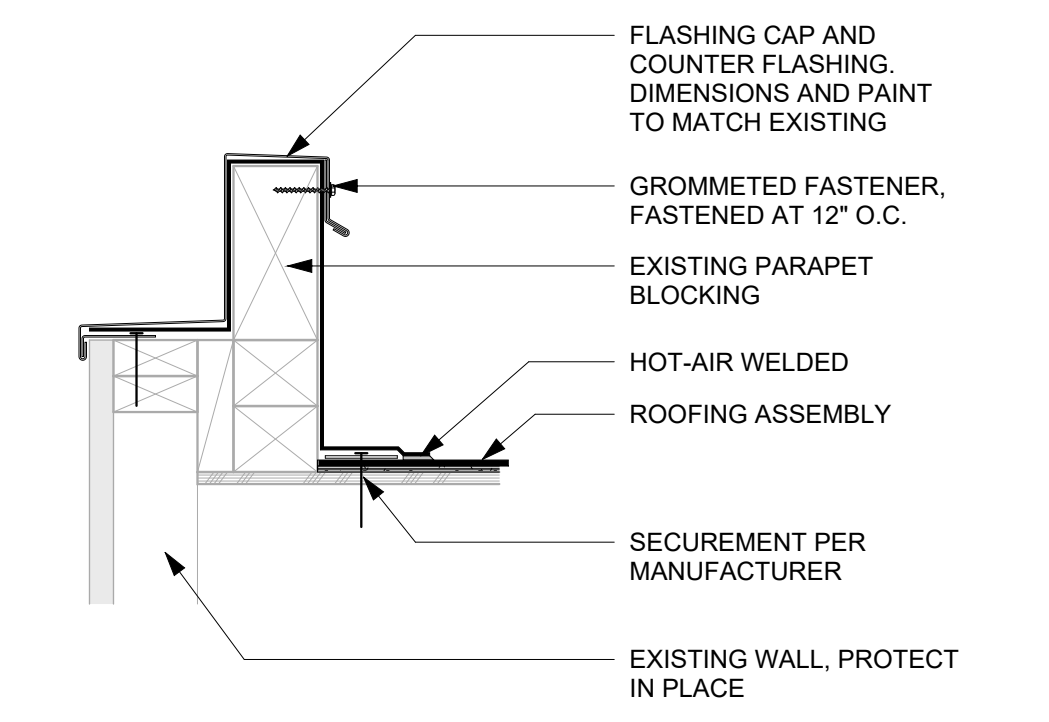 FLASHING CAP AND
COUNTER FLASHING.
DIMENSIONS AND PAINT
TO MATCH EXISTING
GROMMETED FASTENER,
FASTENED AT 12" O.C.
EXISTING PARAPET
BLOCKING
HOT-AIR WELDED
ROOFING ASSEMBLY
SECUREMENT PER
MANUFACTURER
EXISTING WALL, PROTECT
IN PLACE